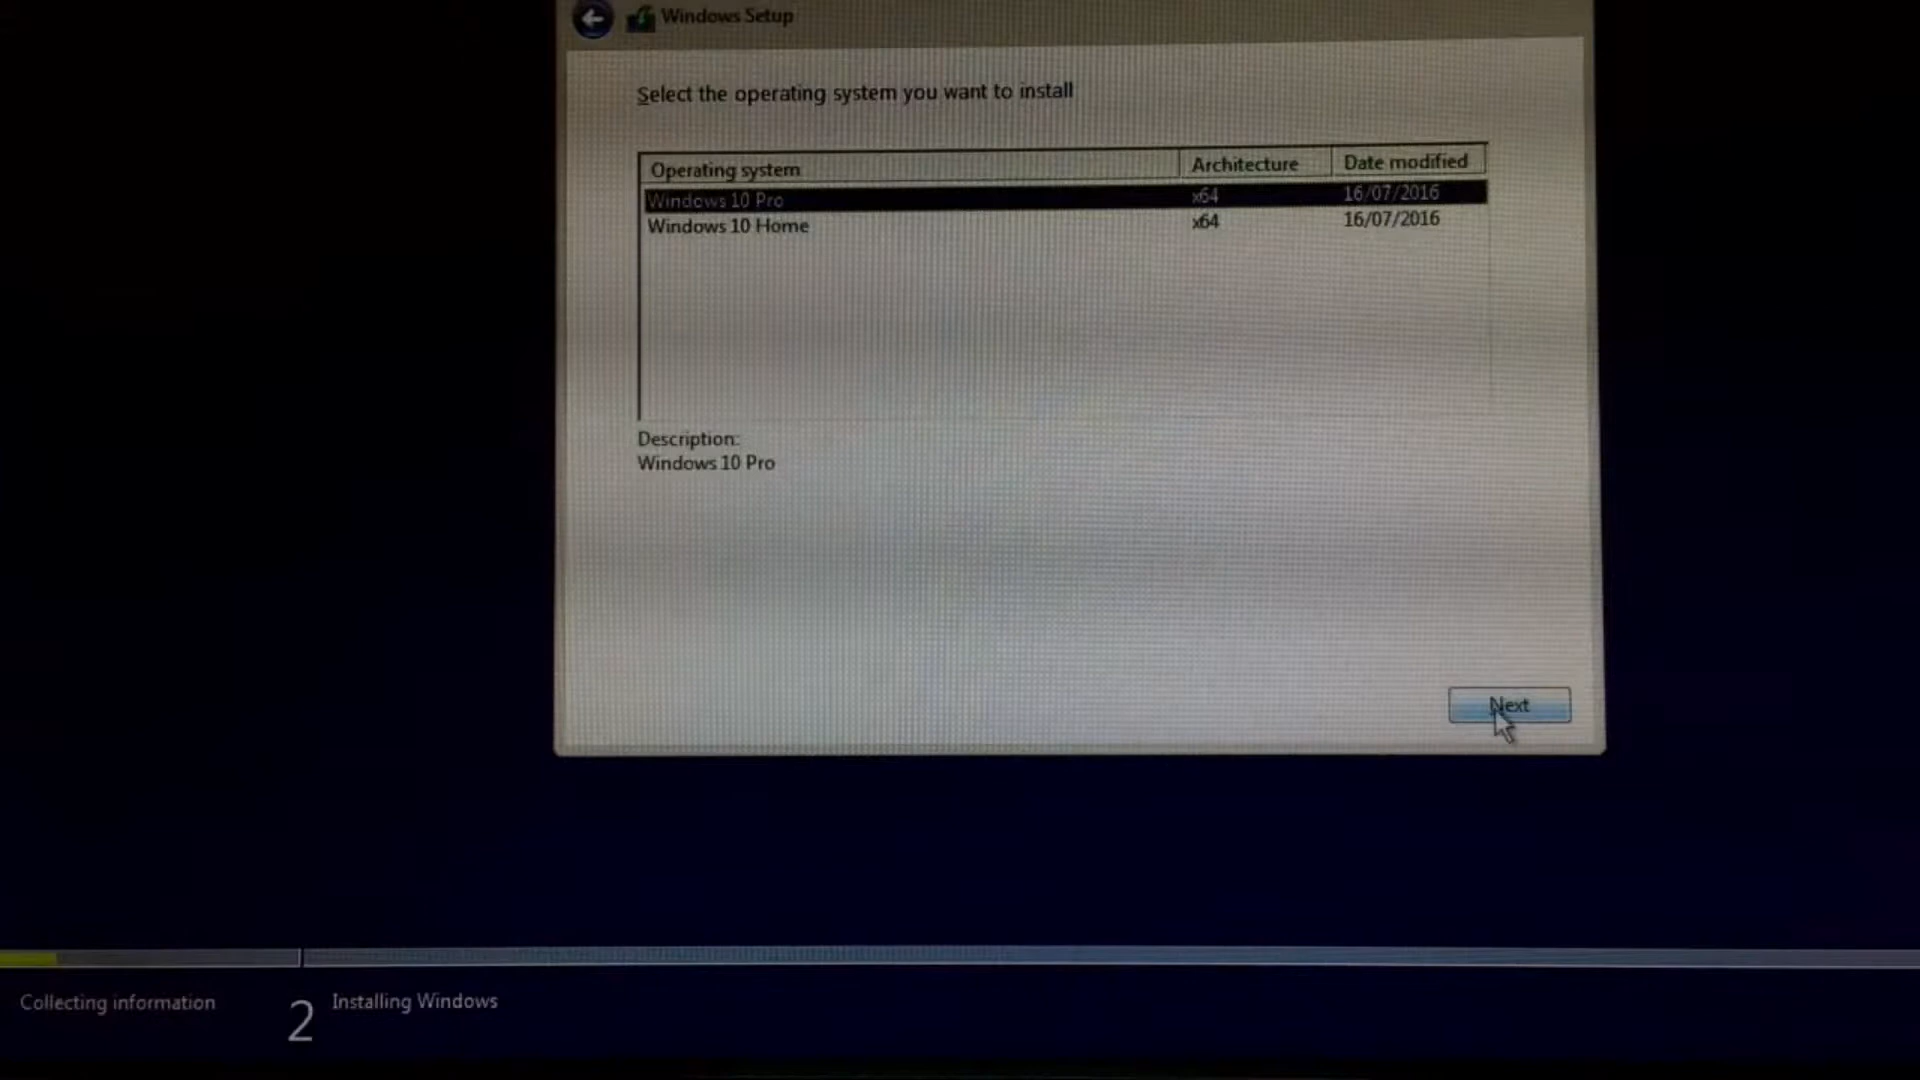 Windows Setup
Select the operating system you want to install
Operating system Architecture Date modified
Windows 10 Pro x64 16/07/2016
Windows 10 Home x64 16/07/2016
Description:
Windows 10 Pro
Next
Collecting information 2 Installing Windows